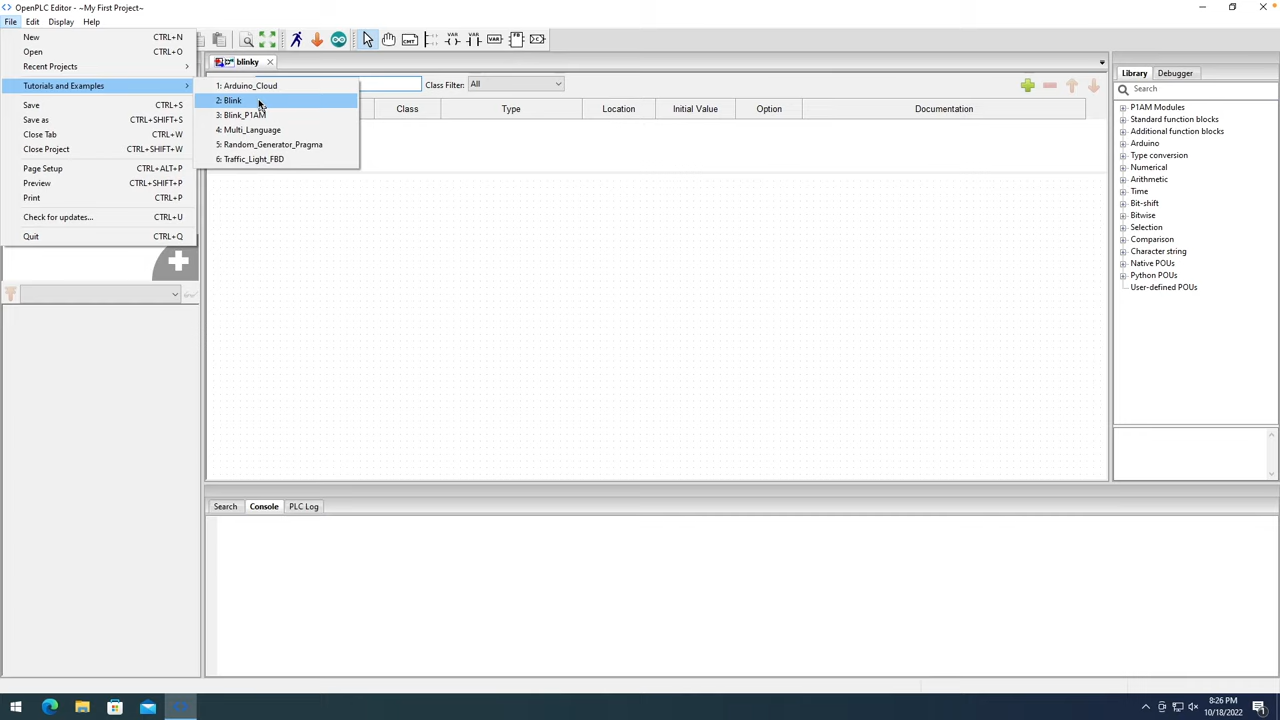 OpenPLC Editor - ~My First Project~
File Edit Display Help
New CTRL+N
Open CTRL+O
Recent Projects
Tutorials and Examples
Save CTRL+S
Save as CTRL+SHIFT+S
Close Tab CTRL+W
Close Project CTRL+SHIFT+W
Page Setup CTRL+ALT+P
Preview CTRL+SHIFT+P
Print CTRL+P
Check for updates... CTRL+U
Quit CTRL+Q
1: Arduino_Cloud
2: Blink
3: Blink_P1AM
4: Multi_Language
5: Random_Generator_Pragma
6: Traffic_Light_FBD
blinky
Class Filter: All
Class Type Location Initial Value Option Documentation
Search Console PLC Log
Library Debugger
Search
P1AM Modules
Standard function blocks
Additional function blocks
Arduino
Type conversion
Numerical
Arithmetic
Time
Bit-shift
Bitwise
Selection
Comparison
Character string
Native POUs
Python POUs
User-defined POUs
8:26 PM
10/18/2022